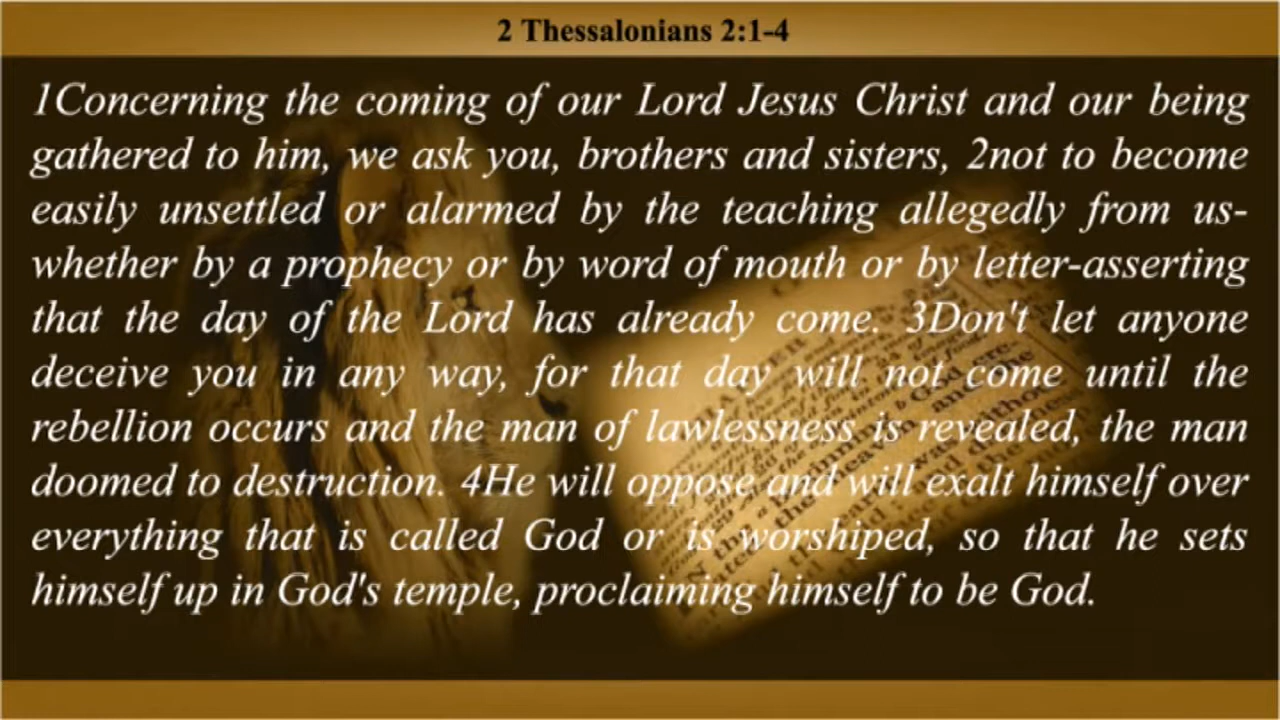 2 Thessalonians 2:1-4
1Concerning the coming of our Lord Jesus Christ and our being
gathered to him, we ask you, brothers and sisters, 2not to become
easily unsettled or alarmed by the teaching allegedly from us-
whether by a prophecy or by word of mouth or by letter-asserting
that the day of the Lord has already come. 3Don't let anyone
deceive you in any way, for that day will not come until the
rebellion occurs and the man of lawlessness is revealed, the man
doomed to destruction. 4He will oppose and will exalt himself over
everything that is called God or is worshiped, so that he sets
himself up in God's temple, proclaiming himself to be God.